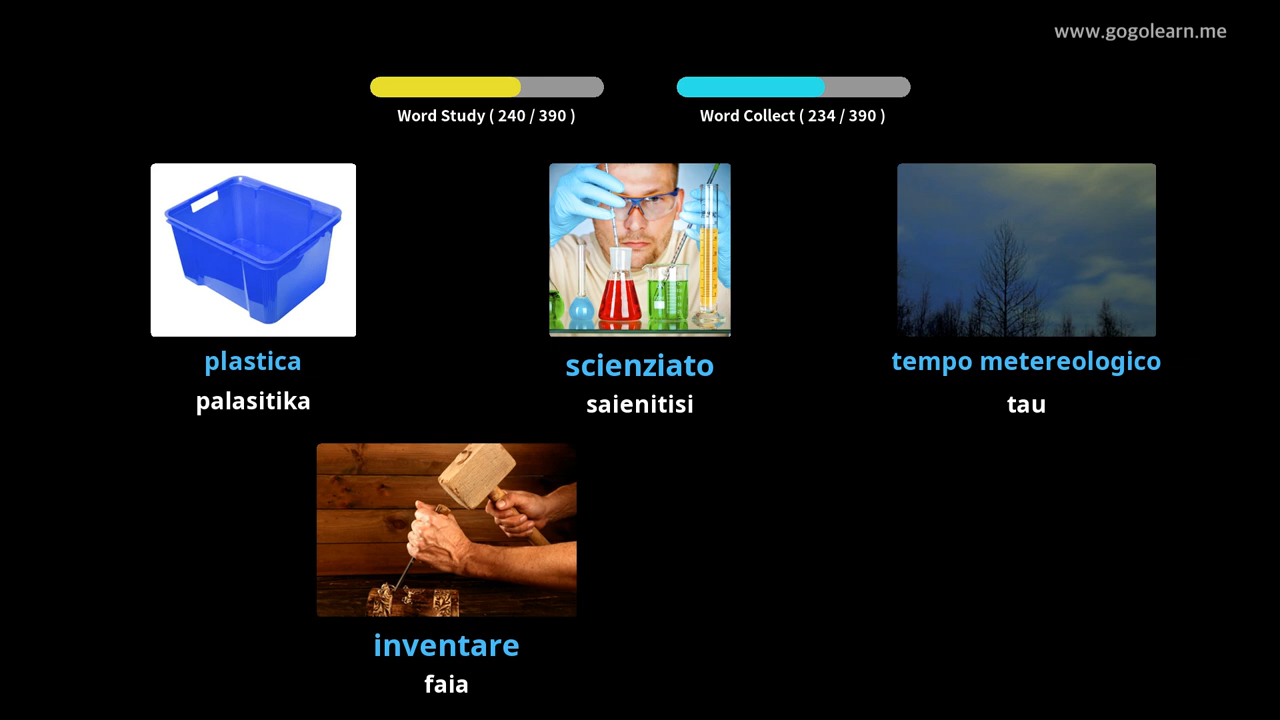 www.gogolearn.me
Word Study ( 240 / 390 )
Word Collect ( 234 / 390 )
plastica
palasitika
scienziato
saienitisi
tempo metereologico
tau
inventare
faia